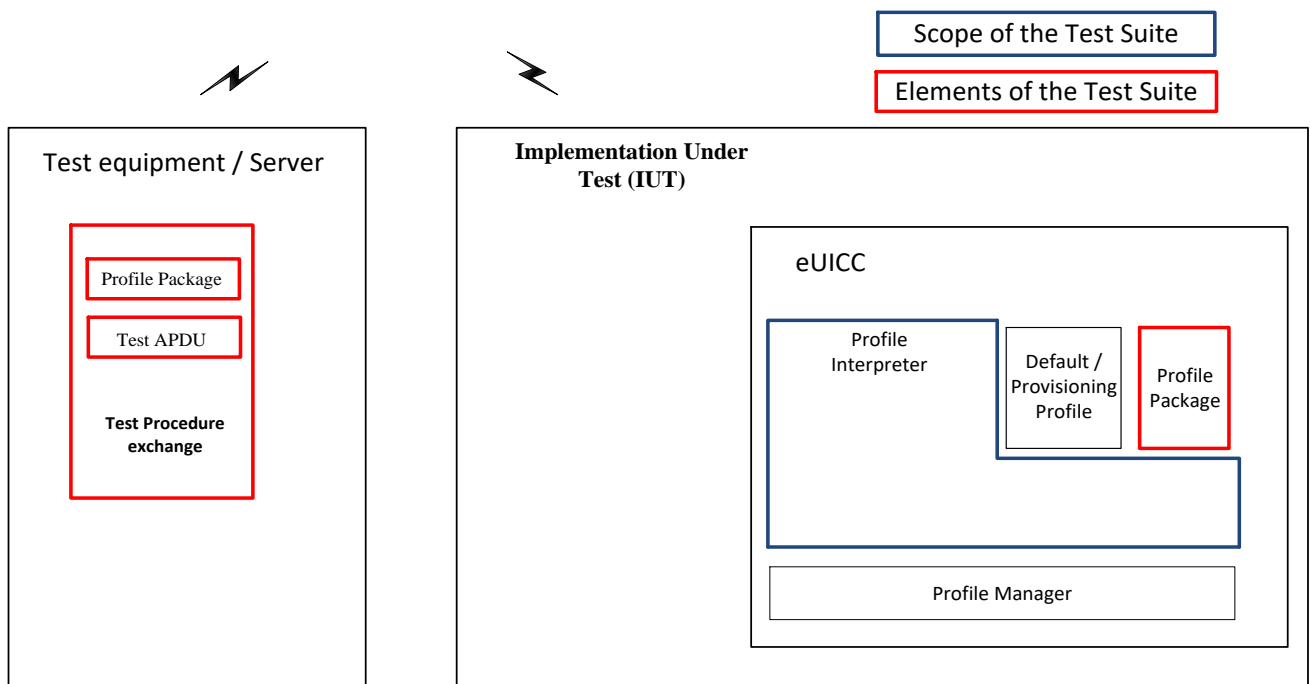 Scope of the Test Suite
Elements of the Test Suite
Test equipment / Server
Profile Package
Test APDU
Test Procedure
exchange
Implementation Under
Test (IUT)
eUICC
Profile
Interpreter
Default /
Provisioning
Profile
Profile
Package
Profile Manager